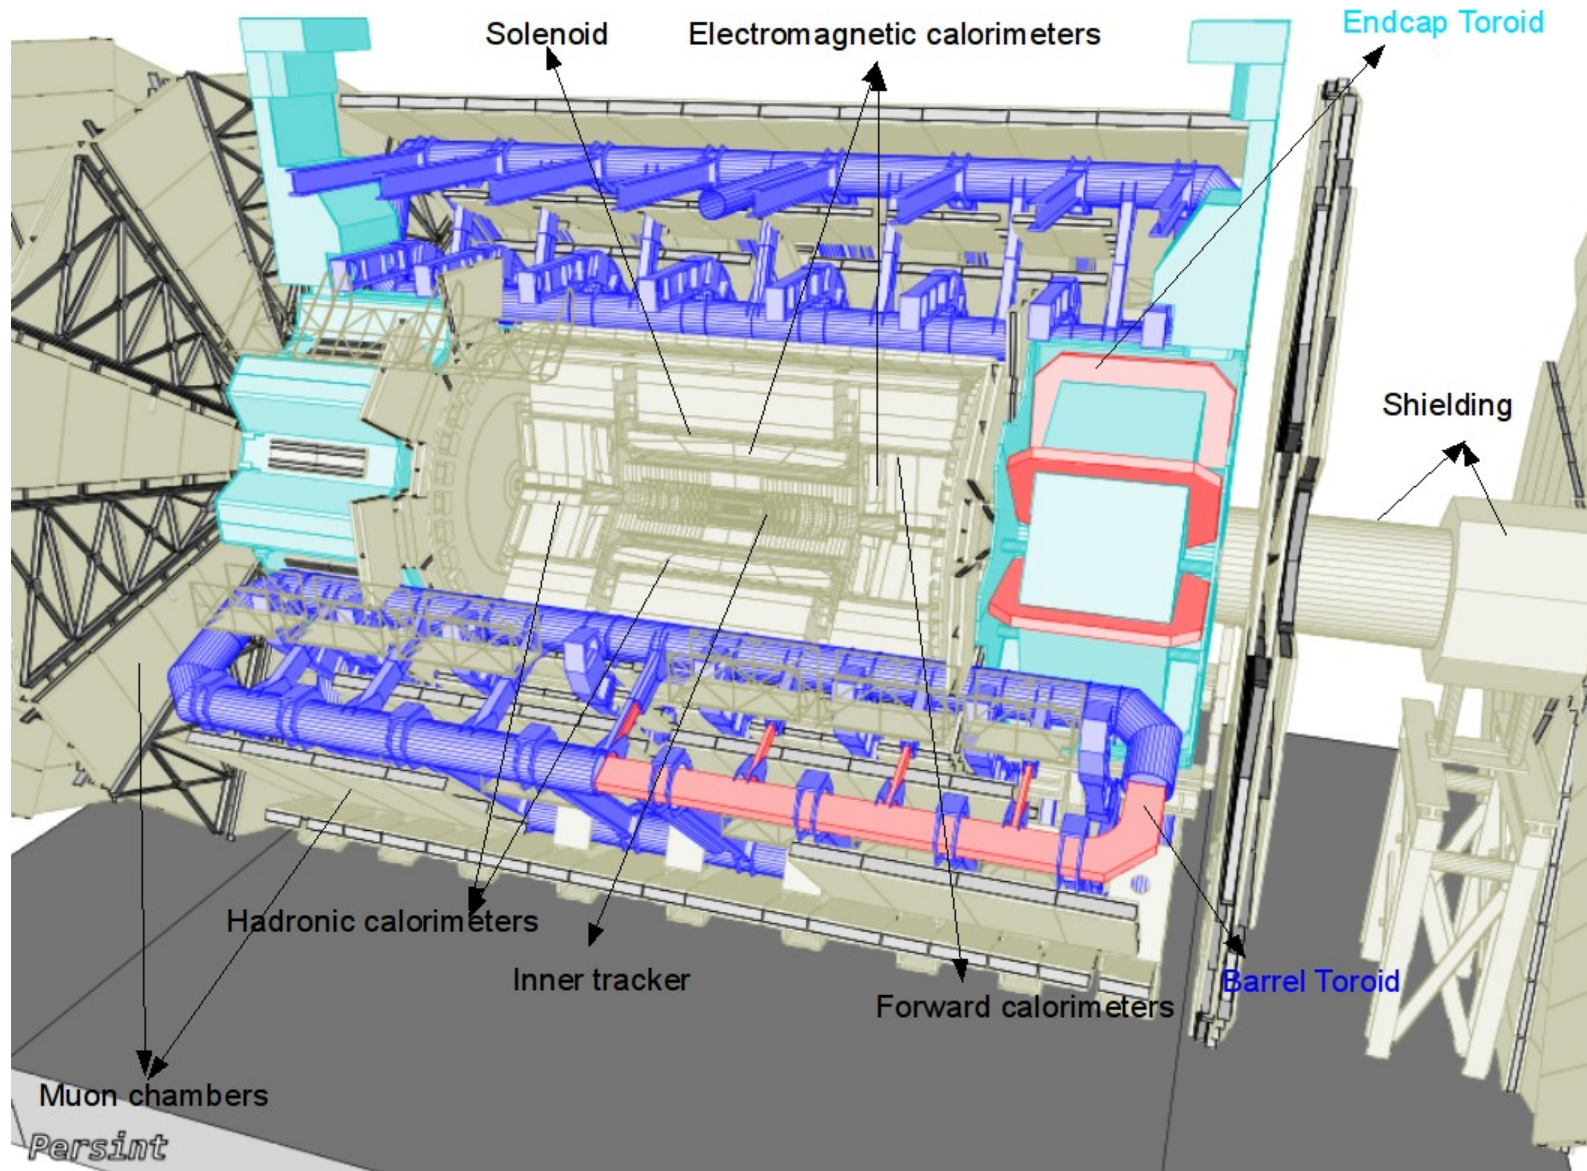 Solenoid
Electromagnetic calorimeters
Endcap Toroid
Shielding
Hadronic calorimeters
Inner tracker
Forward calorimeters
Barrel Toroid
Muon chambers
Persint